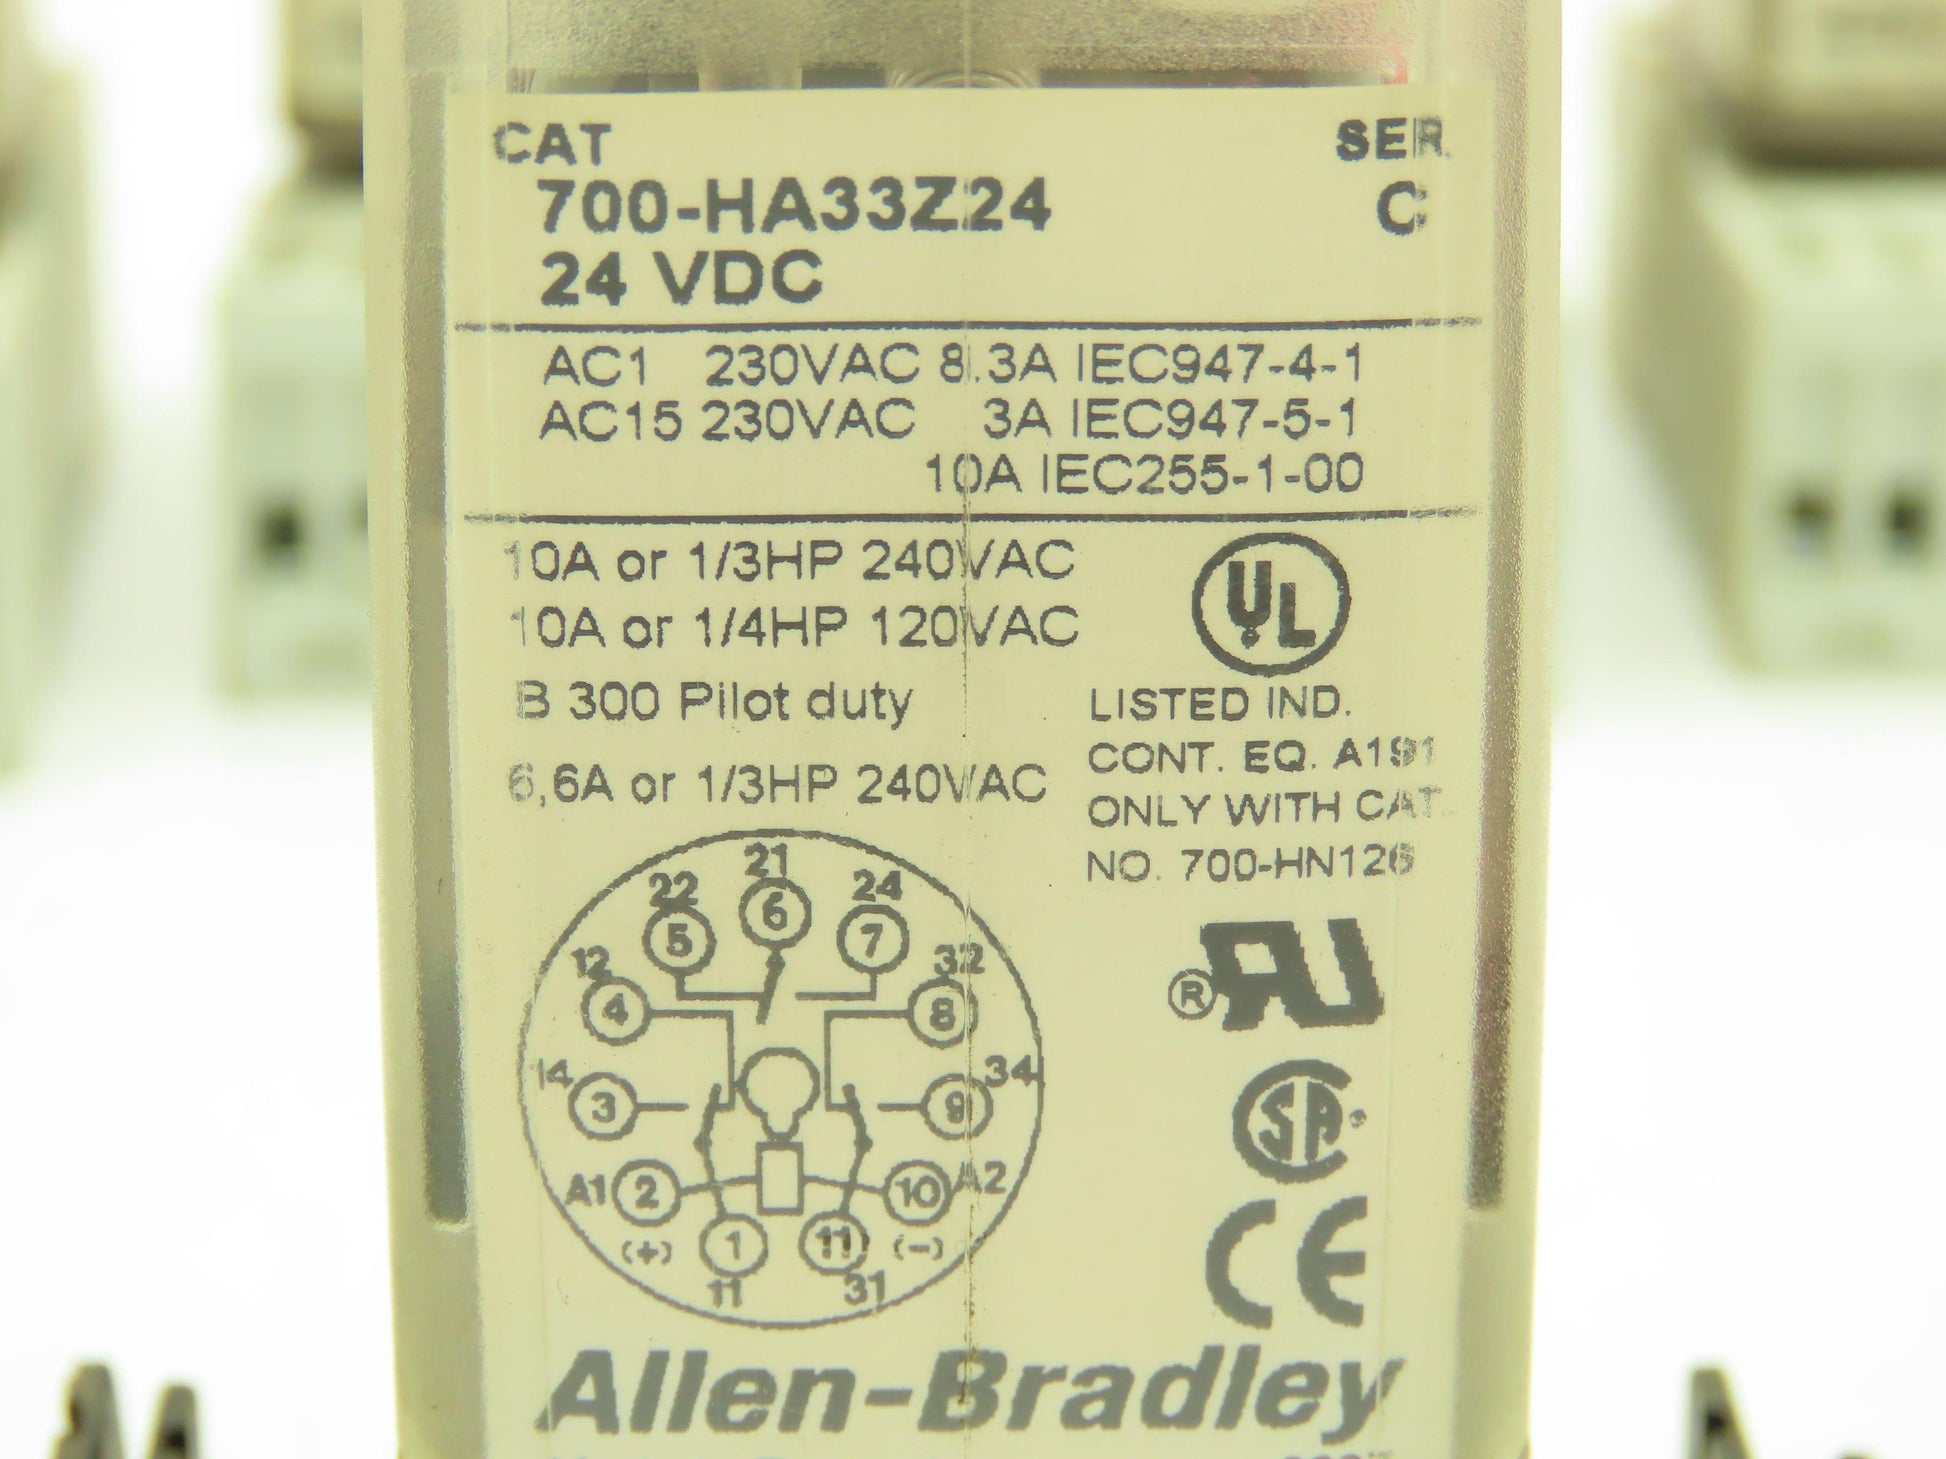 CAT SER.
700-HA33Z24 C
24 VDC
AC1 230VAC 8.3A IEC947-4-1
AC15 230VAC 3A IEC947-5-1
10A IEC255-1-00
10A or 1/3HP 240VAC
10A or 1/4HP 120VAC
B 300 Pilot duty
6,6A or 1/3HP 240VAC
UL
LISTED IND.
CONT. EQ. A191
ONLY WITH CAT.
NO. 700-HN126
21
22 24
6
5 7
12 32
4 8
14 34
3 9
A1 2 10 A2
(+) 1 11 (-)
11 31
® RU
SA
CE
Allen-Bradley